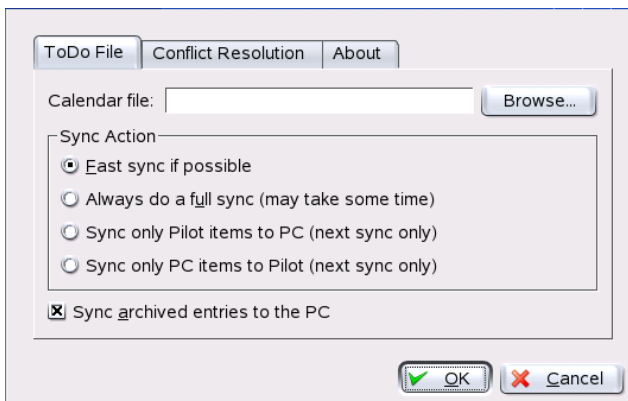 ToDo File Conflict Resolution About
Calendar file: Browse...
Sync Action
Fast sync if possible
Always do a full sync (may take some time)
Sync only Pilot items to PC (next sync only)
Sync only PC items to Pilot (next sync only)
Sync archived entries to the PC
OK Cancel